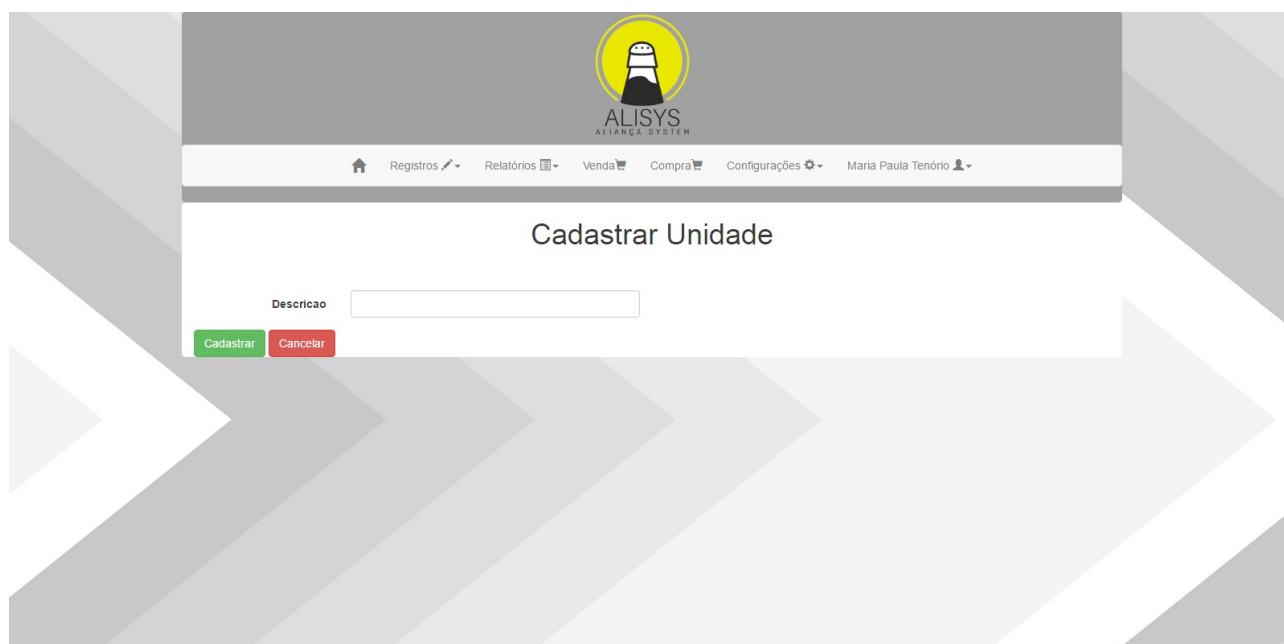 ALISYS
ALIANÇA SYSTEM
Registros Relatórios Venda Compra Configurações Maria Paula Tenório
Cadastrar Unidade
Descricao
Cadastrar Cancelar